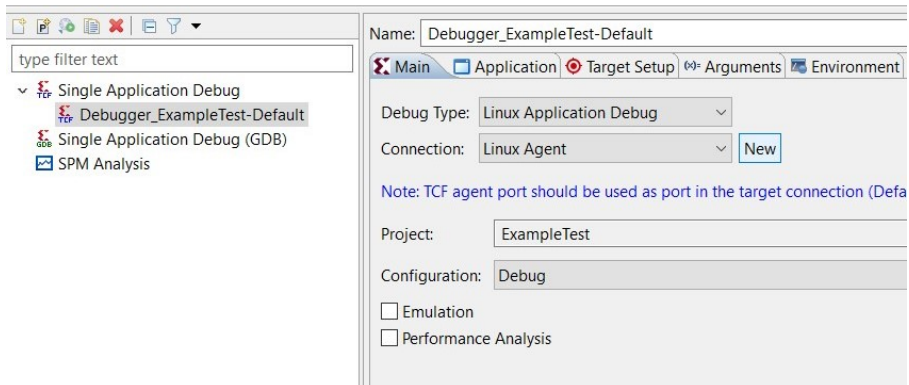 Name: Debugger_ExampleTest-Default
type filter text
Main Application Target Setup Arguments Environment
Single Application Debug
Debugger_ExampleTest-Default
Single Application Debug (GDB)
SPM Analysis
Debug Type: Linux Application Debug
Connection: Linux Agent New
Note: TCF agent port should be used as port in the target connection (Defa
Project: ExampleTest
Configuration: Debug
Emulation
Performance Analysis